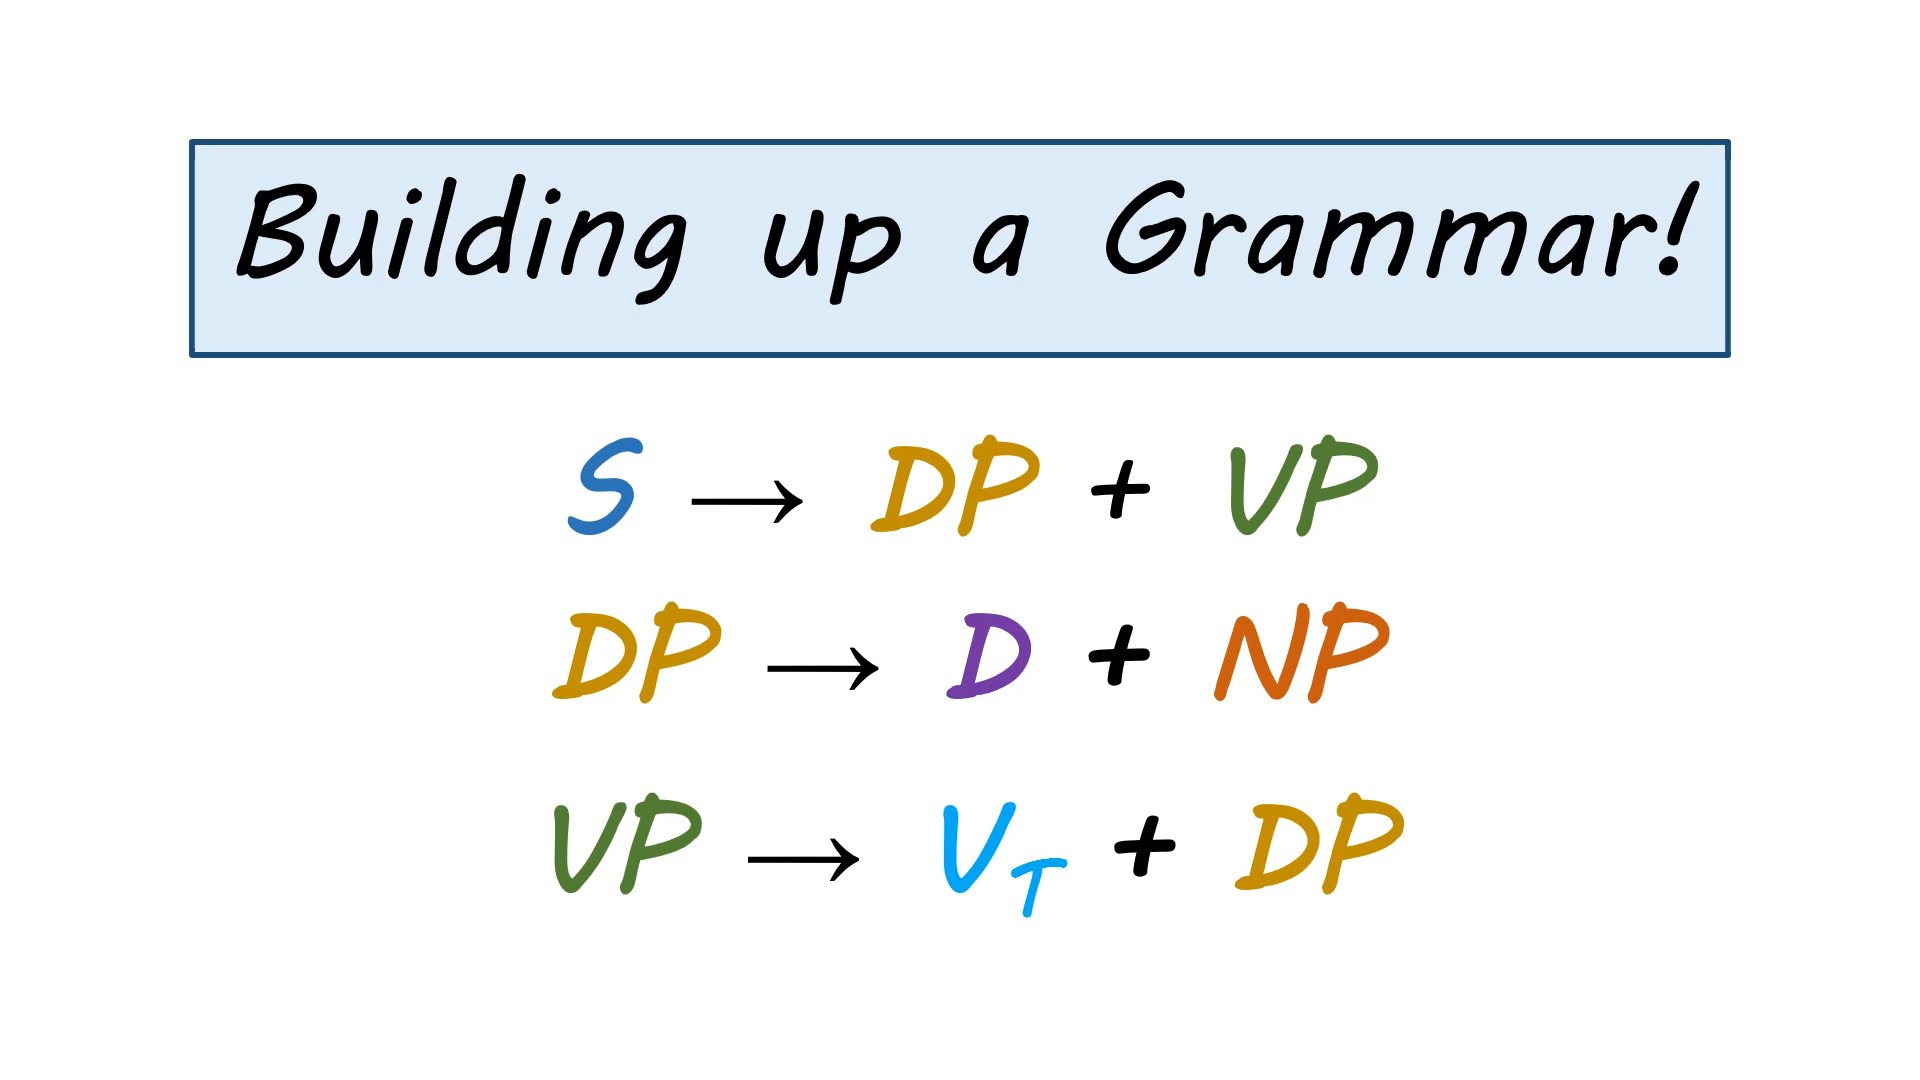 Building up a Grammar!
S → DP + VP
DP → D + NP
VP → V_T + DP